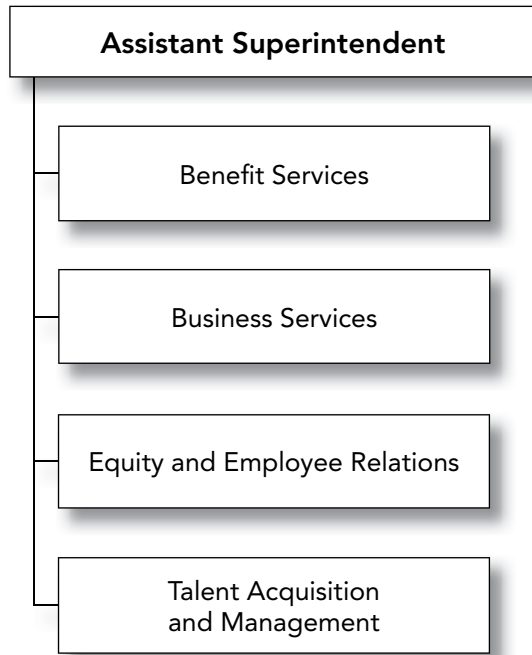 Assistant Superintendent
Benefit Services
Business Services
Equity and Employee Relations
Talent Acquisition
and Management